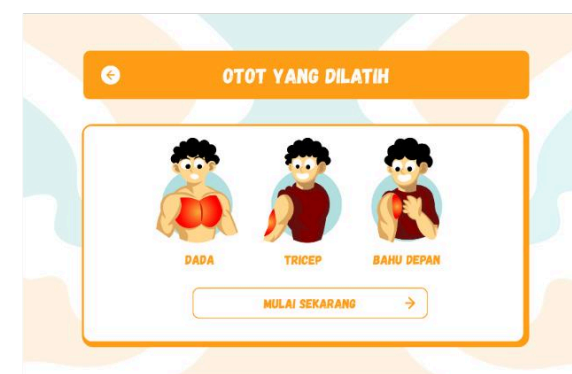 OTOT YANG DILATIH
DADA
TRICEP
BAHU DEPAN
MULAI SEKARANG